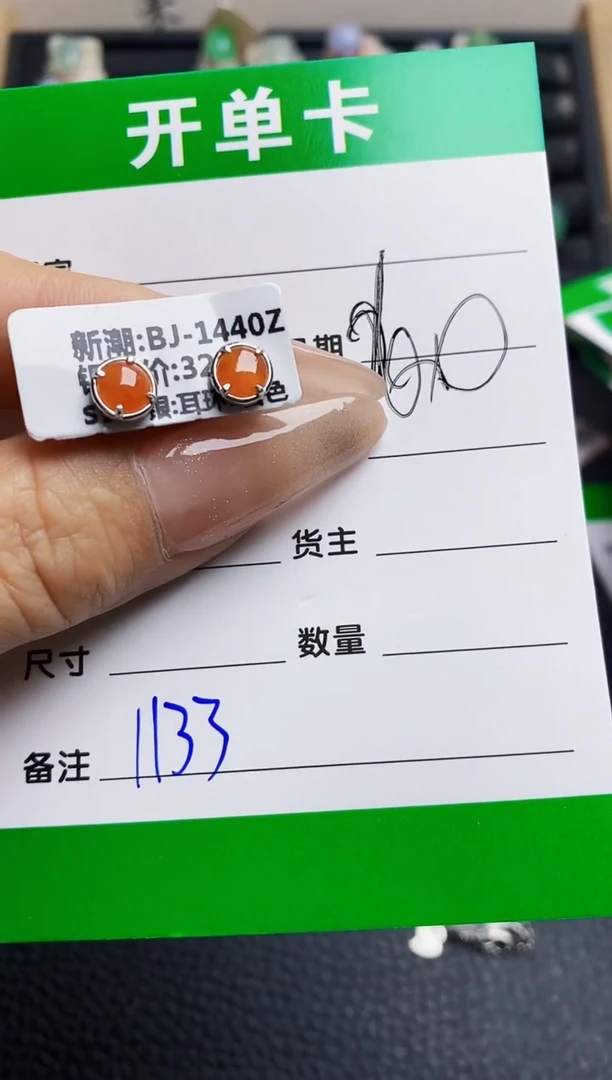 开单卡
新潮:BJ-1440Z
价:32
银:耳环 色
期
货主
尺寸
数量
备注 1133